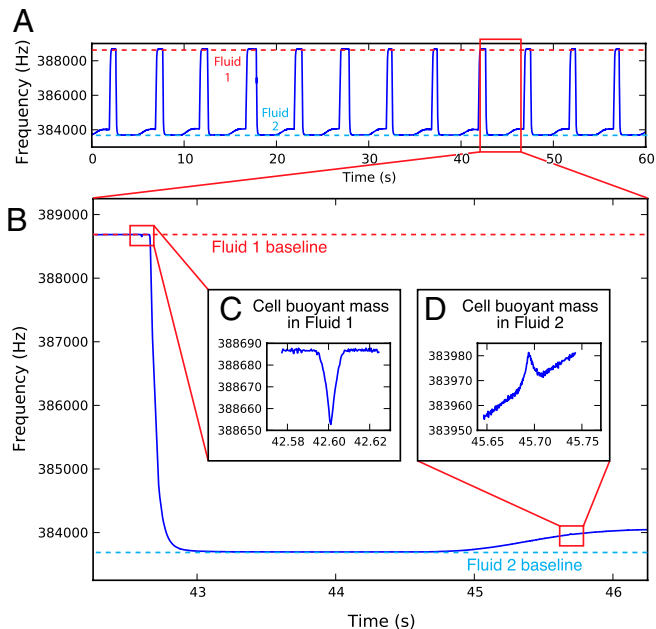 A
Frequency (Hz)
388000
386000
384000
Fluid
1
Fluid
2
0 10 20 30 40 50 60
Time (s)
B
Frequency (Hz)
389000
388000
387000
386000
385000
384000
Fluid 1 baseline
C
Cell buoyant mass
in Fluid 1
388690
388680
388670
388660
388650
42.58 42.60 42.62
D
Cell buoyant mass
in Fluid 2
383980
383970
383960
383950
45.65 45.70 45.75
Fluid 2 baseline
43 44 45 46
Time (s)